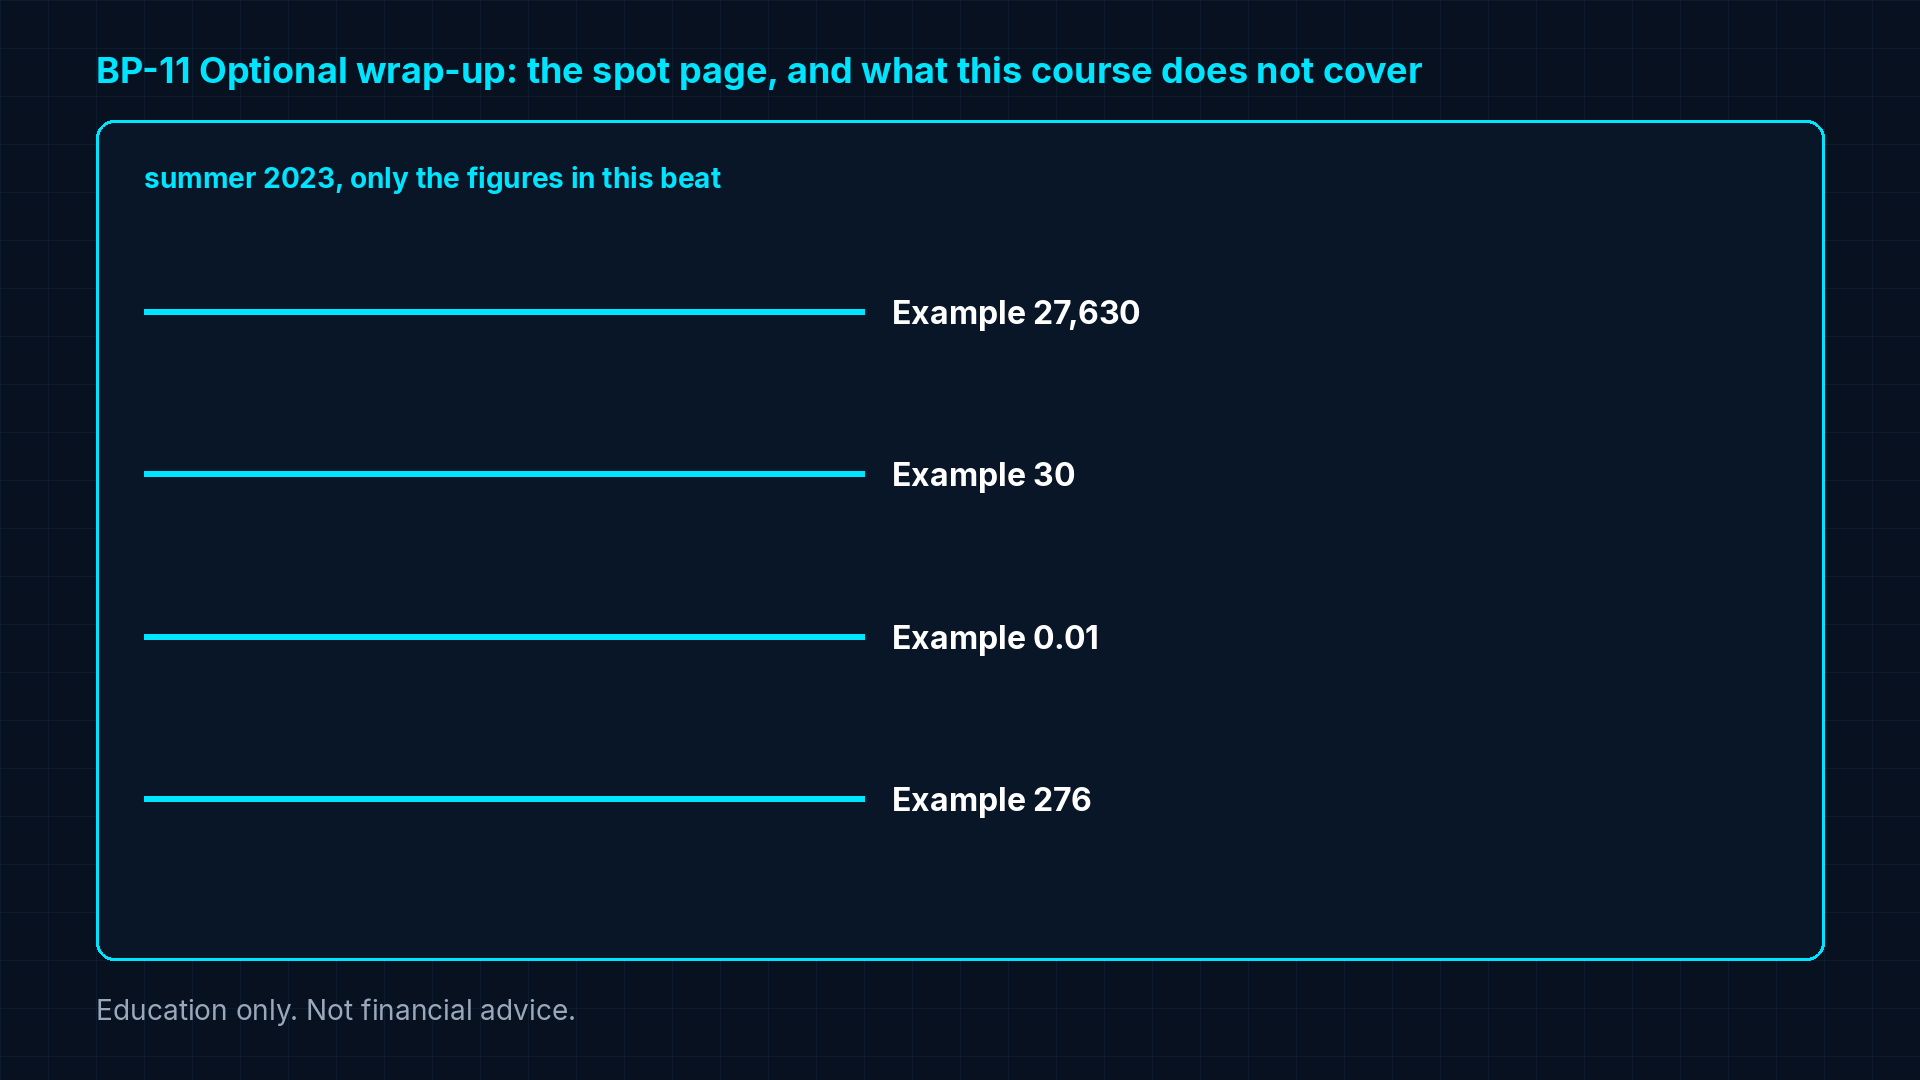 BP-11 Optional wrap-up: the spot page, and what this course does not cover
summer 2023, only the figures in this beat
Example 27,630
Example 30
Example 0.01
Example 276
Education only. Not financial advice.